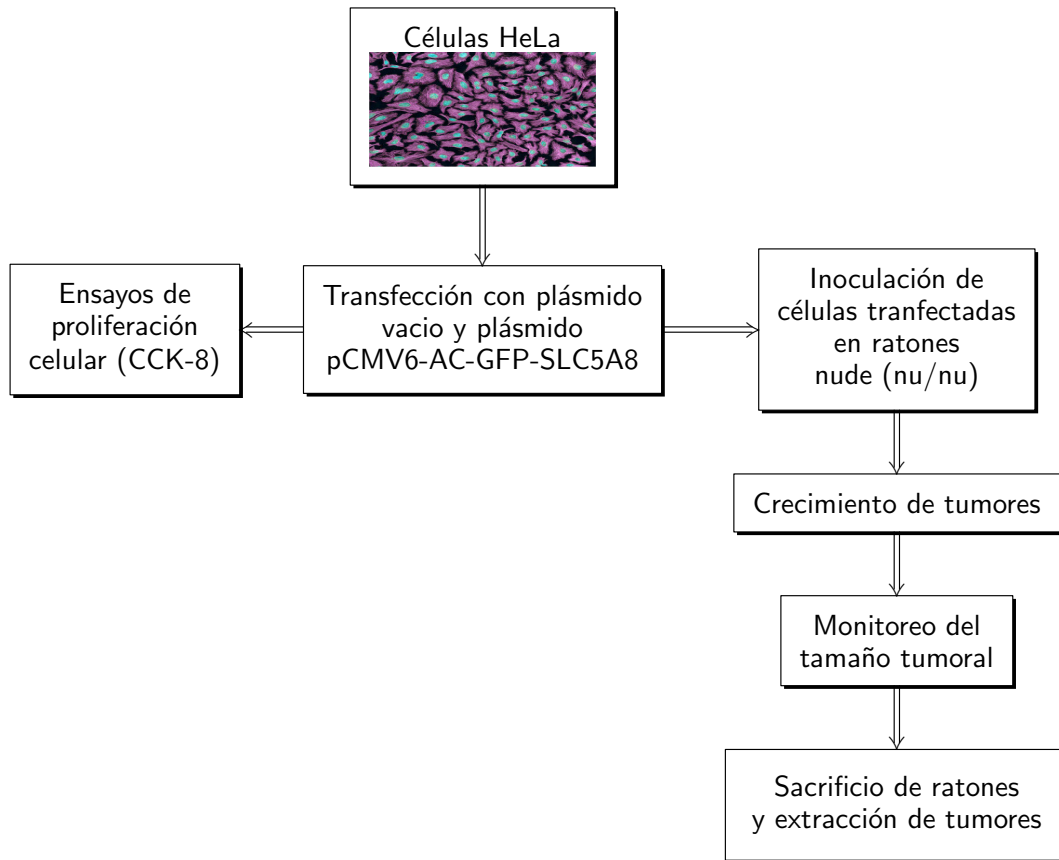 Células HeLa
Ensayos de
proliferación
celular (CCK-8)
Transfección con plásmido
vacio y plásmido
pCMV6-AC-GFP-SLC5A8
Inoculación de
células tranfectadas
en ratones
nude (nu/nu)
Crecimiento de tumores
Monitoreo del
tamaño tumoral
Sacrificio de ratones
y extracción de tumores